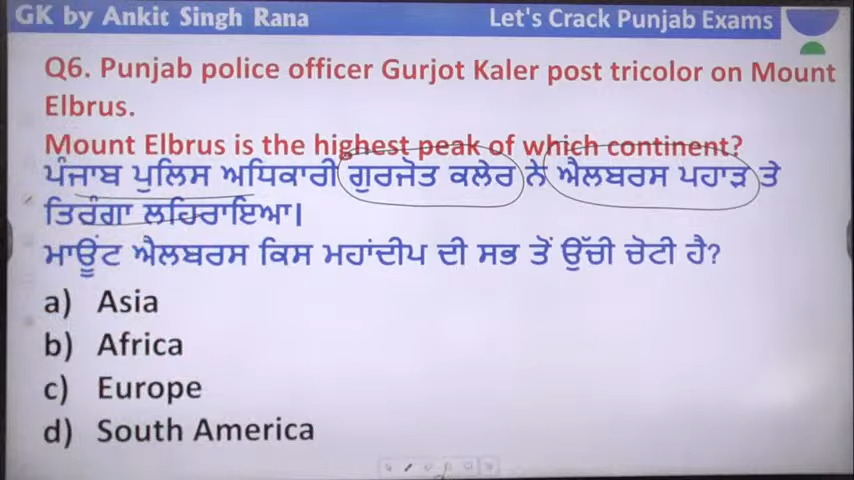 GK by Ankit Singh Rana
Let's Crack Punjab Exams
Q6. Punjab police officer Gurjot Kaler post tricolor on Mount
Elbrus.
Mount Elbrus is the highest peak of which continent?
ਪੰਜਾਬ ਪੁਲਿਸ ਅਧਿਕਾਰੀ ਗੁਰਜੋਤ ਕਲੇਰ ਨੇ ਐਲਬਰਸ ਪਹਾੜ ਤੇ
ਤਿਰੰਗਾ ਲਹਿਰਾਇਆ।
ਮਾਊਂਟ ਐਲਬਰਸ ਕਿਸ ਮਹਾਂਦੀਪ ਦੀ ਸਭ ਤੋਂ ਉੱਚੀ ਚੋਟੀ ਹੈ?
a) Asia
b) Africa
c) Europe
d) South America